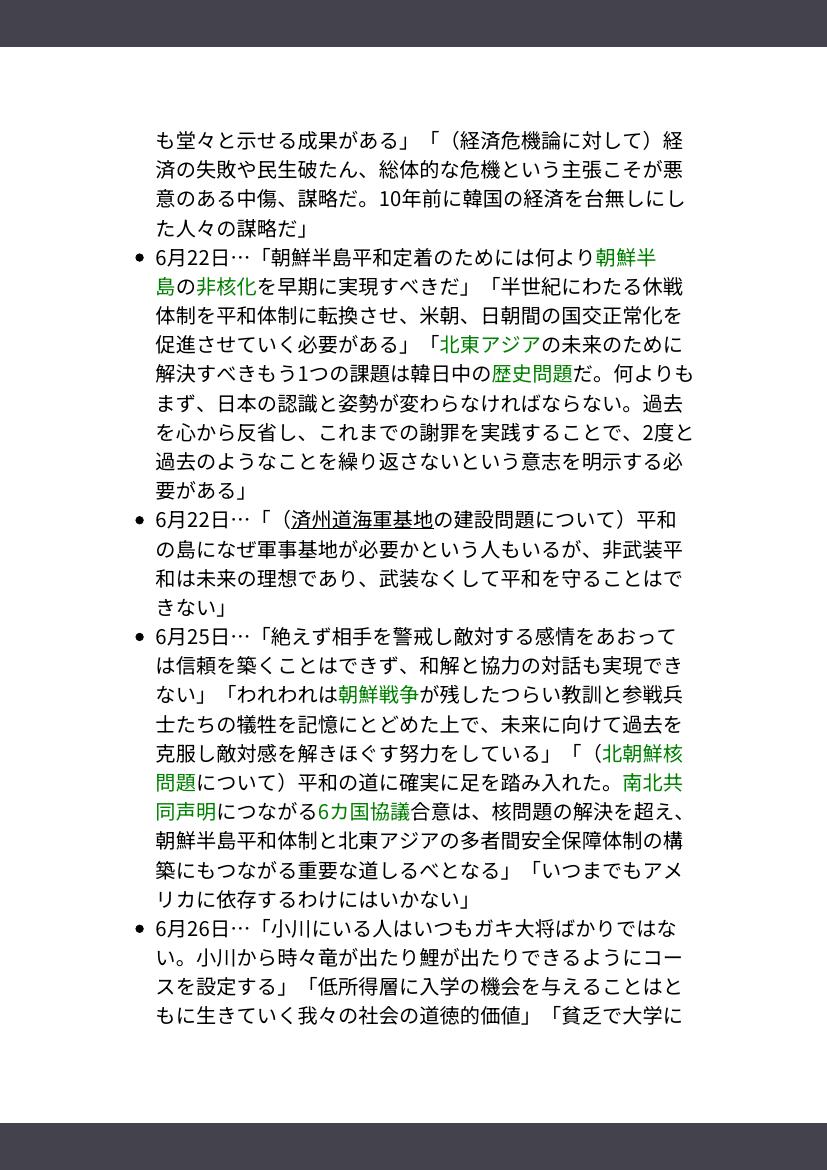 も堂々と示せる成果がある」「（経済危機論に対して）経
済の失敗や民生破たん、総体的な危機という主張こそが悪
意のある中傷、謀略だ。10年前に韓国の経済を台無しにし
た人々の謀略だ」
• 6月22日…「朝鮮半島平和定着のためには何より朝鮮半
島の非核化を早期に実現すべきだ」「半世紀にわたる休戦
体制を平和体制に転換させ、米朝、日朝間の国交正常化を
促進させていく必要がある」「北東アジアの未来のために
解決すべきもう1つの課題は韓日中の歴史問題だ。何よりも
まず、日本の認識と姿勢が変わらなければならない。過去
を心から反省し、これまでの謝罪を実践することで、2度と
過去のようなことを繰り返さないという意志を明示する必
要がある」
• 6月22日…「（済州道海軍基地の建設問題について）平和
の島になぜ軍事基地が必要かという人もいるが、非武装平
和は未来の理想であり、武装なくして平和を守ることはで
きない」
• 6月25日…「絶えず相手を警戒し敵対する感情をあおって
は信頼を築くことはできず、和解と協力の対話も実現でき
ない」「われわれは朝鮮戦争が残したつらい教訓と参戦兵
士たちの犠牲を記憶にとどめた上で、未来に向けて過去を
克服し敵対感を解きほぐす努力をしている」「（北朝鮮核
問題について）平和の道に確実に足を踏み入れた。南北共
同声明につながる6カ国協議合意は、核問題の解決を超え、
朝鮮半島平和体制と北東アジアの多者間安全保障体制の構
築にもつながる重要な道しるべとなる」「いつまでもアメ
リカに依存するわけにはいかない」
• 6月26日…「小川にいる人はいつもガキ大将ばかりではな
い。小川から時々竜が出たり鯉が出たりできるようにコー
スを設定する」「低所得層に入学の機会を与えることはと
もに生きていく我々の社会の道徳的価値」「貧乏で大学に